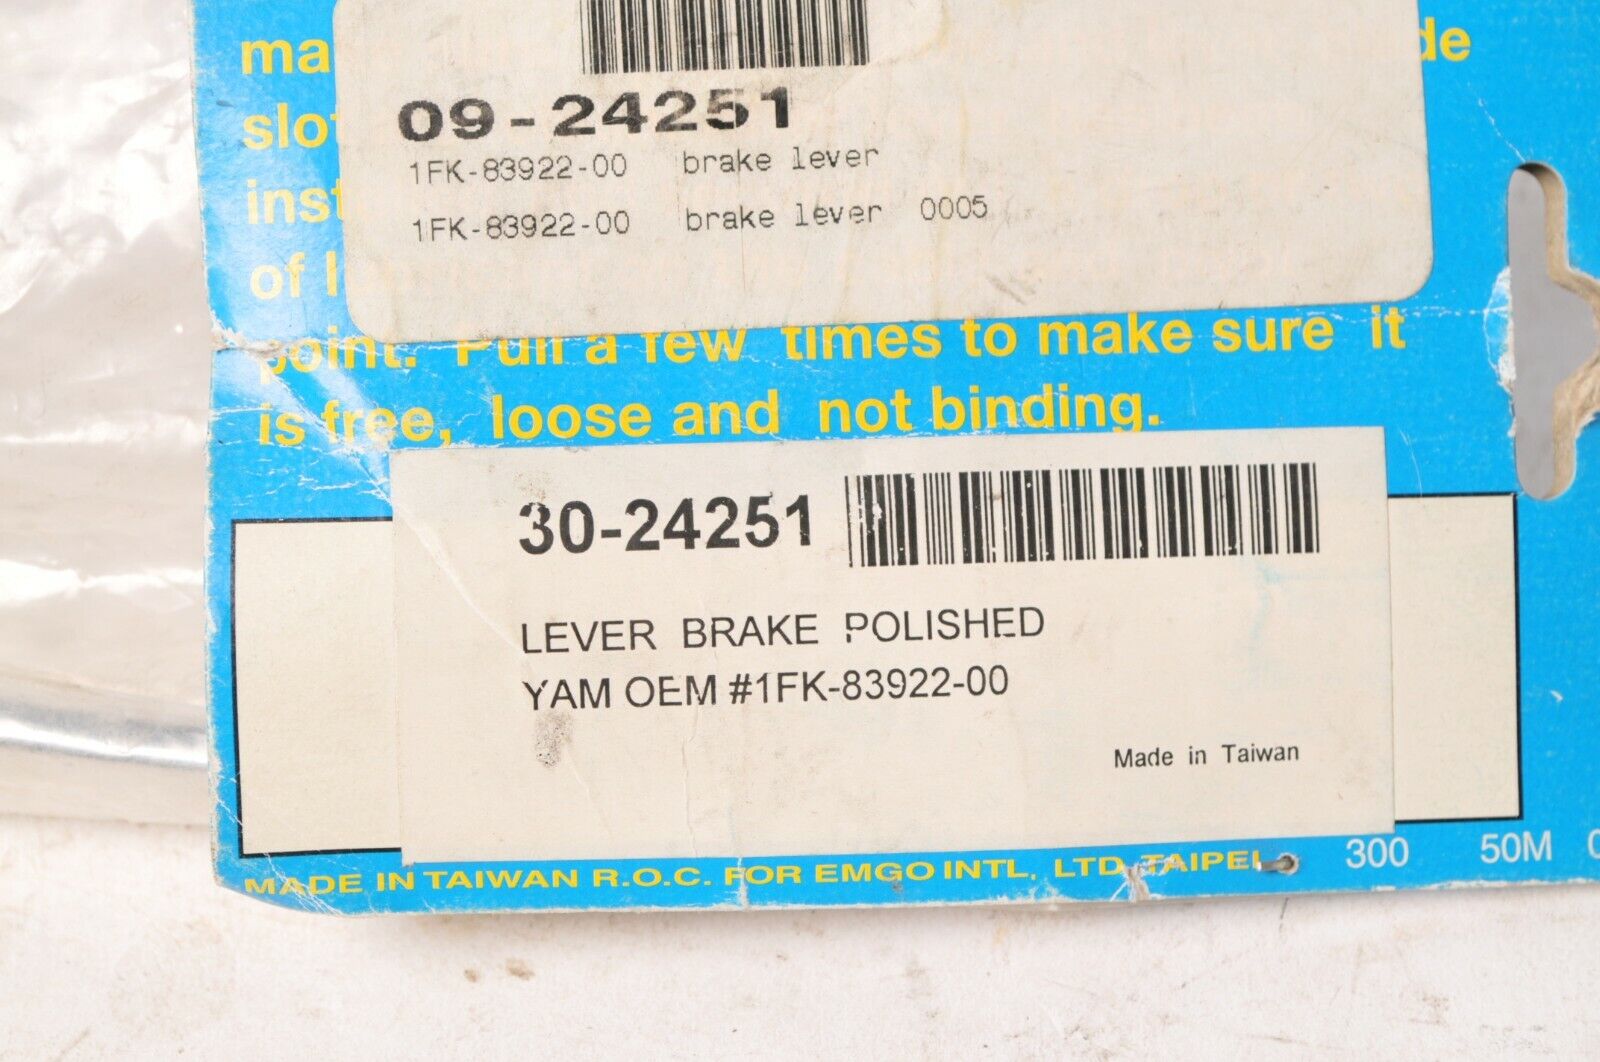 de
09-24251
1FK-83922-00 brake lever
1FK-83922-00 brake lever 0005
of
point. Pull a few times to make sure it
is free, loose and not binding.
30-24251
LEVER BRAKE POLISHED
YAM OEM #1FK-83922-00
Made in Taiwan
MADE IN TAIWAN R.O.C. FOR EMGO INTL, LTD, TAIPEI
300 50M